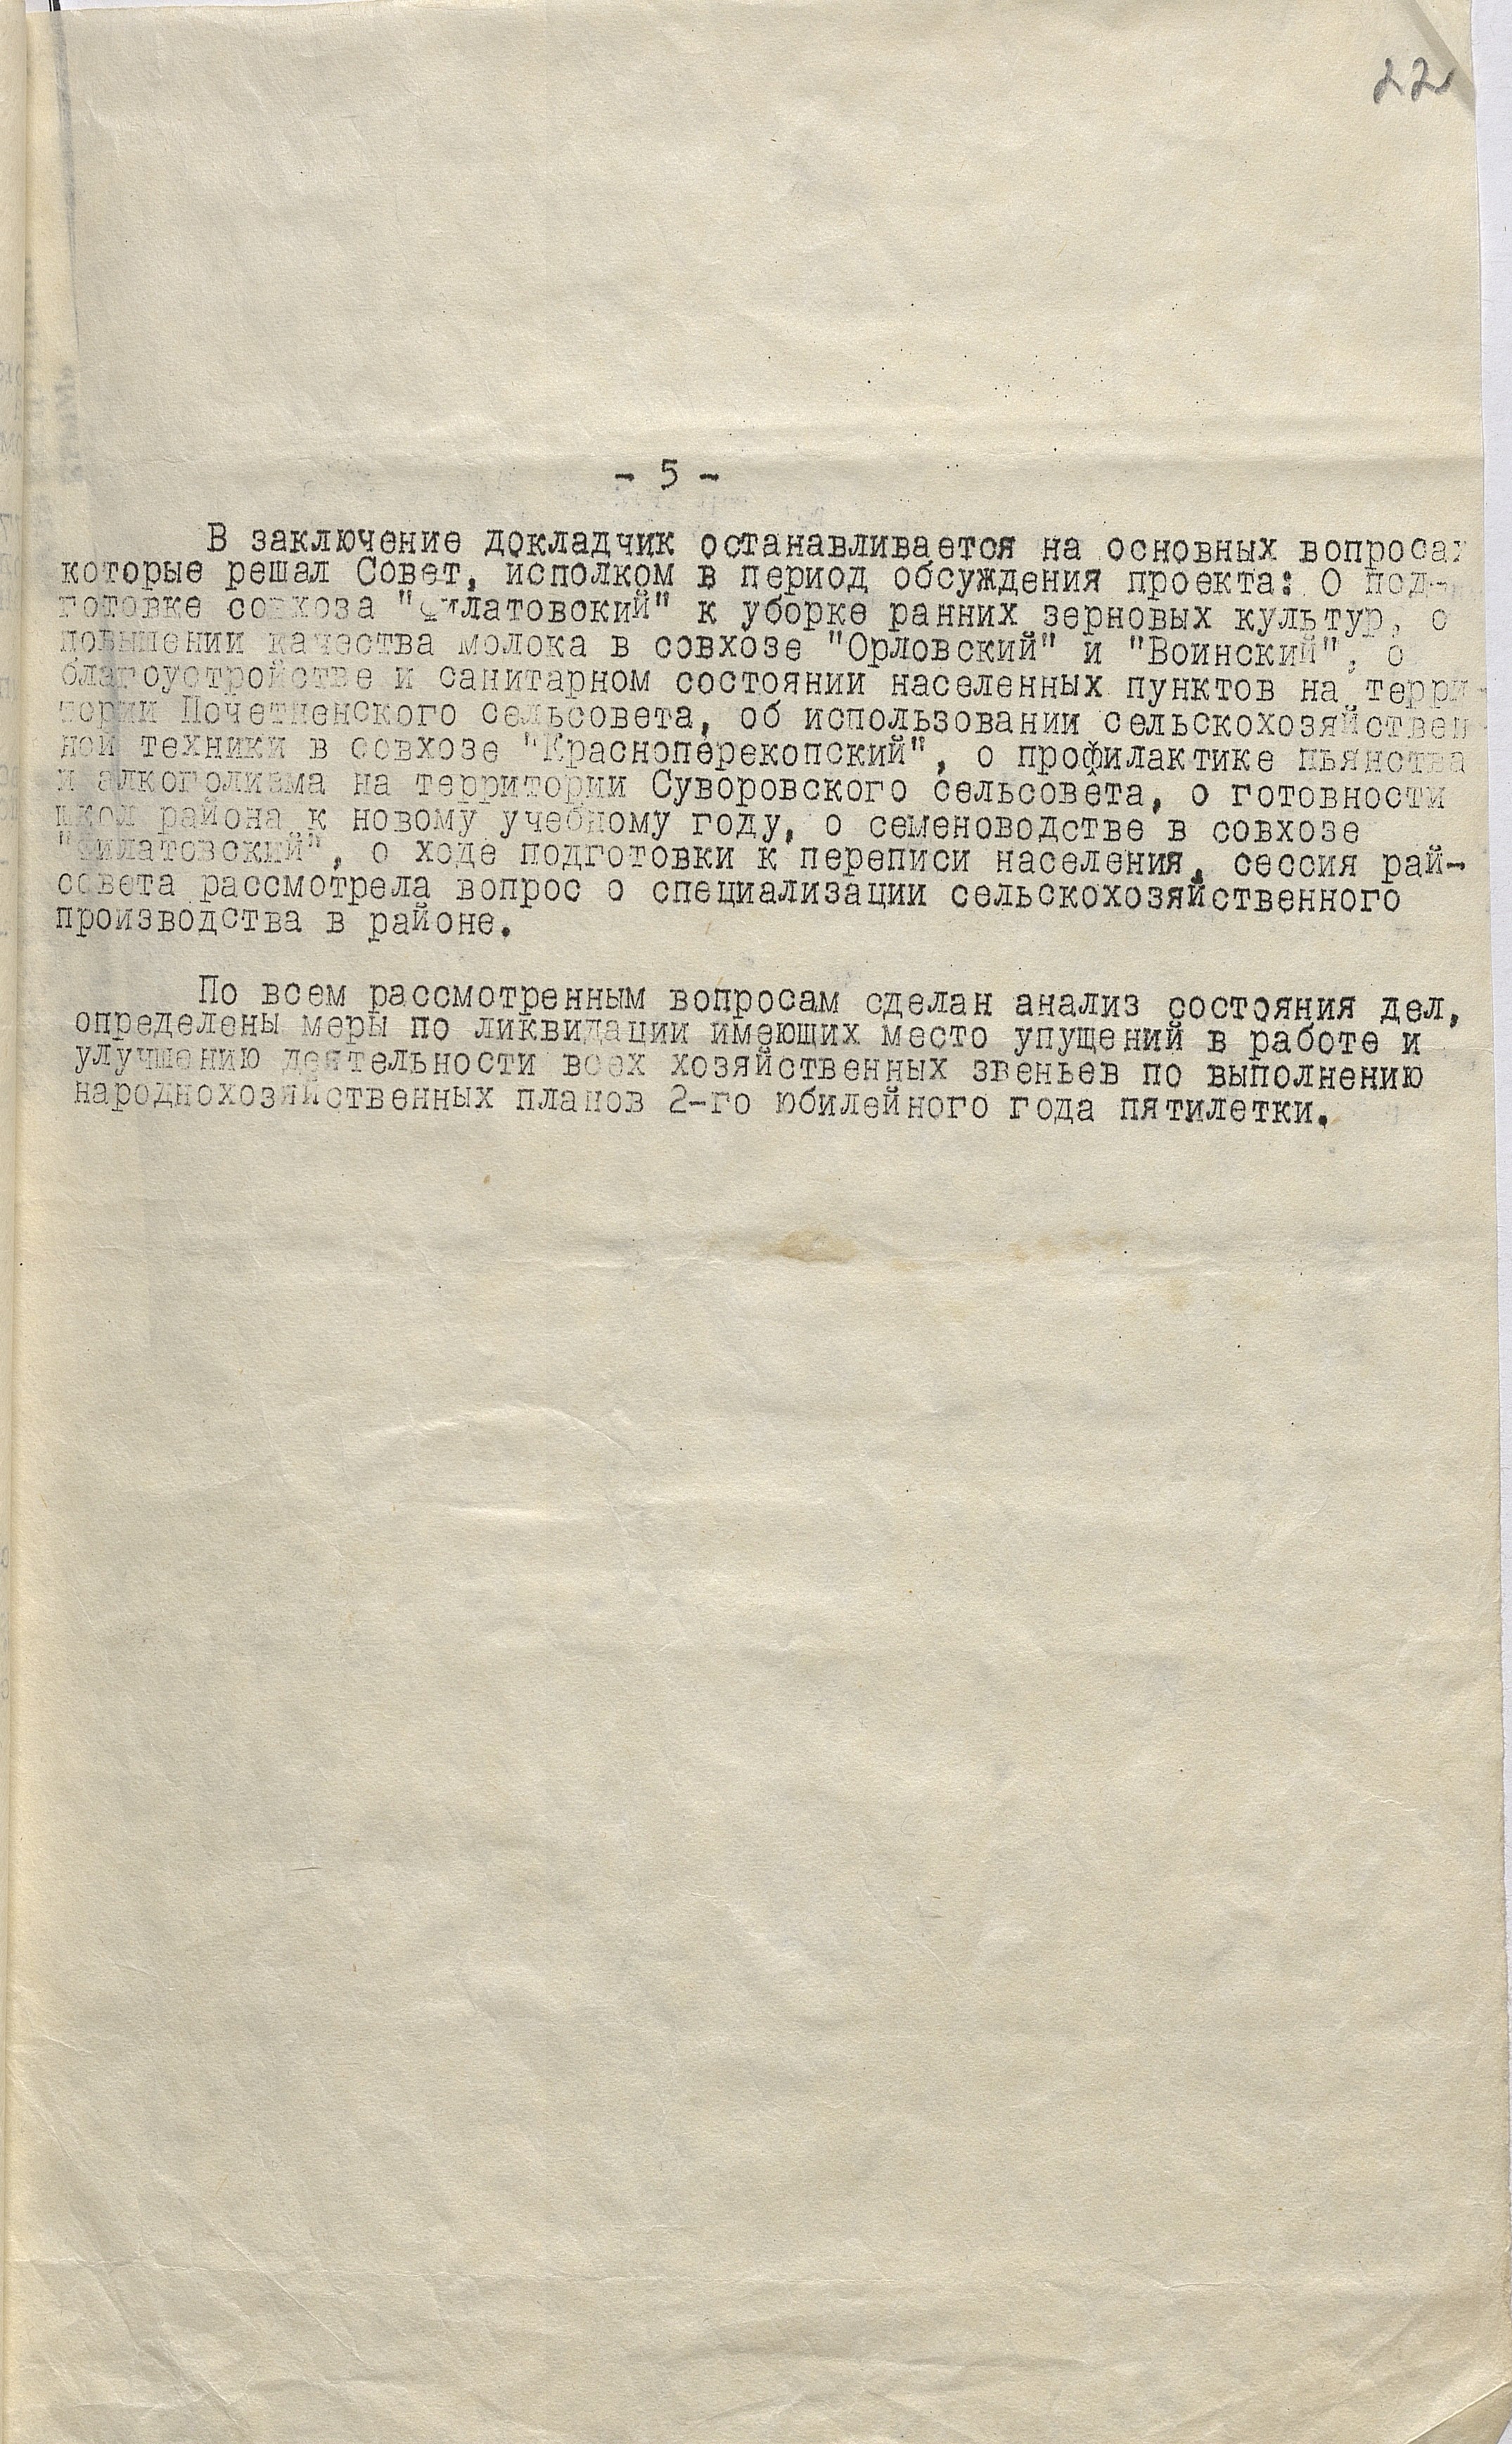 22
- 5 -
В заключение докладчик останавливается на основных вопросах
которые решал Совет, исполком в период обсуждения проекта: О под-
готовке совхоза "Филатовский" к уборке ранних зерновых культур, о
повышении качества молока в совхозе "Орловский" и "Воинский", о
благоустройстве и санитарном состоянии населенных пунктов на терри-
тории Почетненского сельсовета, об использовании сельскохозяйствен-
ной техники в совхозе "Красноперекопский", о профилактике пьянства
и алкоголизма на территории Суворовского сельсовета, о готовности
школ района к новому учебному году, о семеноводстве в совхозе
"Филатовский", о ходе подготовки к переписи населения, сессия рай-
совета рассмотрела вопрос о специализации сельскохозяйственного
производства в районе.
По всем рассмотренным вопросам сделан анализ состояния дел,
определены меры по ликвидации имеющих место упущений в работе и
улучшению деятельности всех хозяйственных звеньев по выполнению
народнохозяйственных планов 2-го юбилейного года пятилетки.